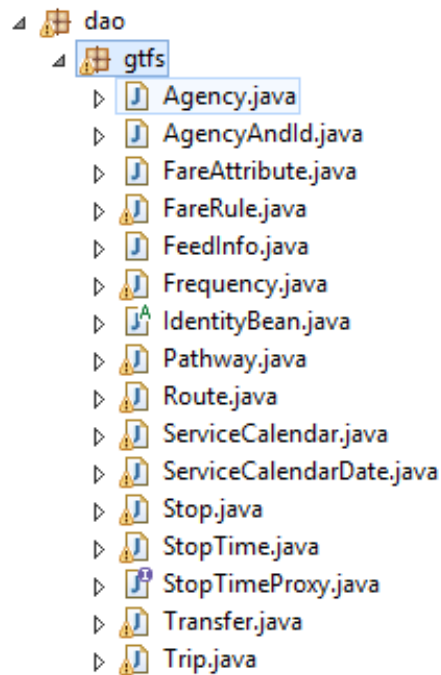 dao
gtfs
Agency.java
AgencyAndId.java
FareAttribute.java
FareRule.java
FeedInfo.java
Frequency.java
IdentityBean.java
Pathway.java
Route.java
ServiceCalendar.java
ServiceCalendarDate.java
Stop.java
StopTime.java
StopTimeProxy.java
Transfer.java
Trip.java